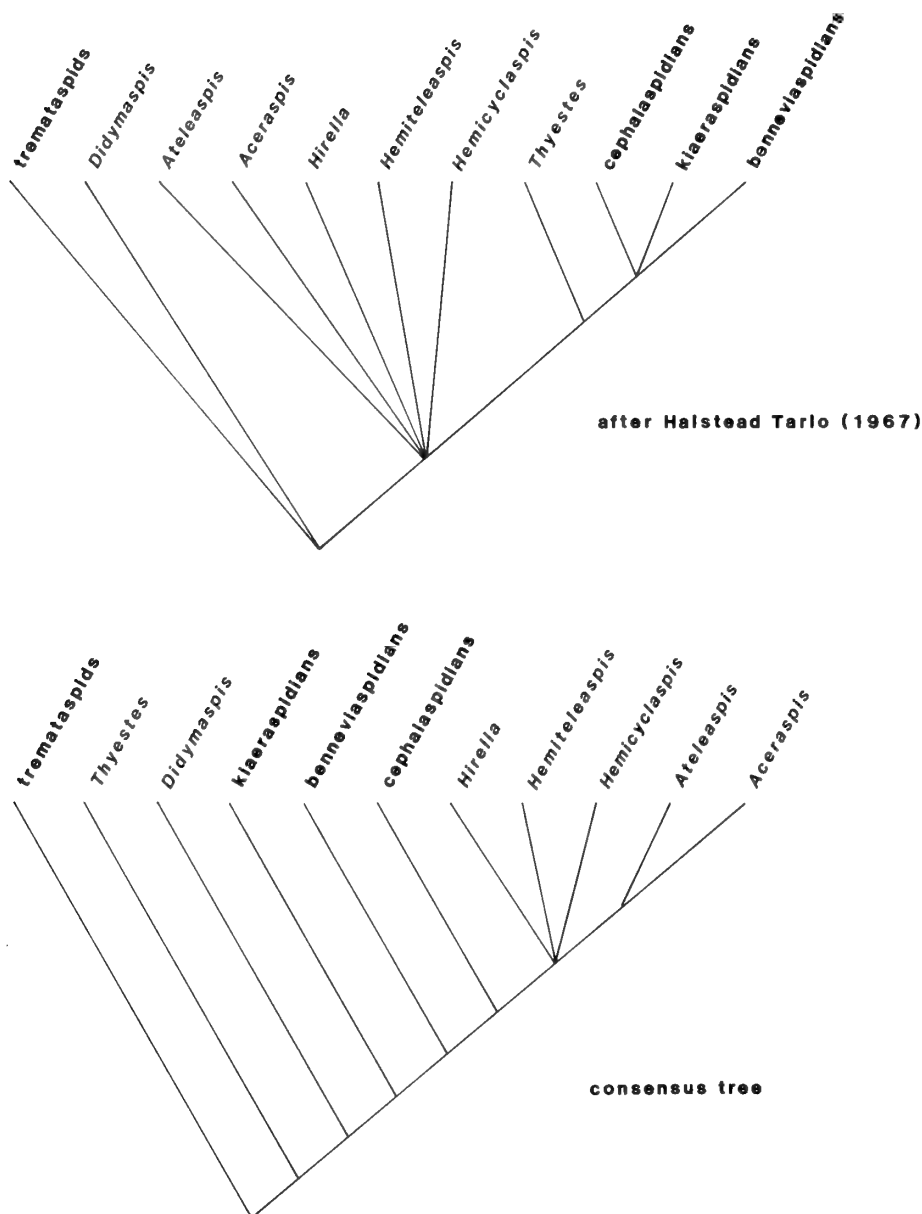 tremataspids
Didymaspis
Ateleaspis
Aceraspis
Hirella
Hemiteleaspis
Hemicyclaspis
Thyestes
cephalaspidians
kiaeraspidians
benneviaspidians
after Halstead Tarlo (1967)
tremataspids
Thyestes
Didymaspis
kiaeraspidians
benneviaspidians
cephalaspidians
Hirella
Hemiteleaspis
Hemicyclaspis
Ateleaspis
Aceraspis
consensus tree